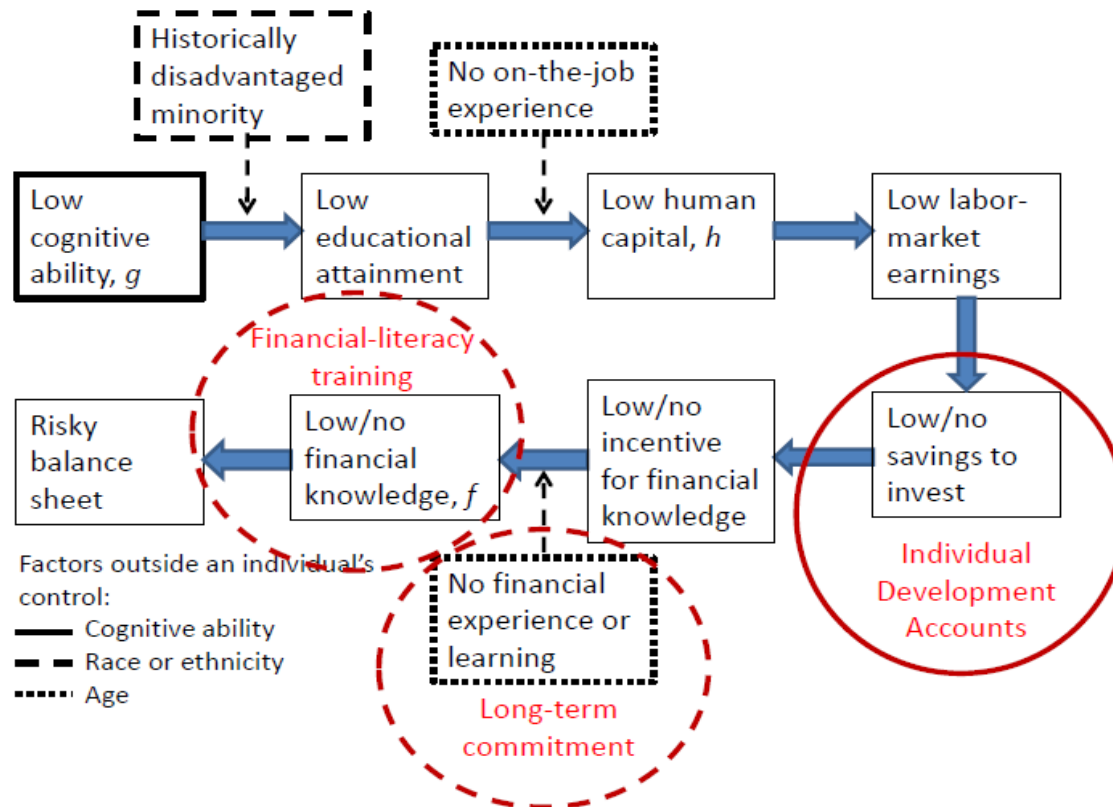 Historically
disadvantaged
minority
No on-the-job
experience
Low
cognitive
ability, g
Low
educational
attainment
Low human
capital, h
Low labor-
market
earnings
Financial-literacy
training
Risky
balance
sheet
Low/no
financial
knowledge, f
Low/no
incentive
for financial
knowledge
Low/no
savings to
invest
Individual
Development
Accounts
No financial
experience or
learning
Long-term
commitment
Factors outside an individual's
control:
Cognitive ability
Race or ethnicity
Age